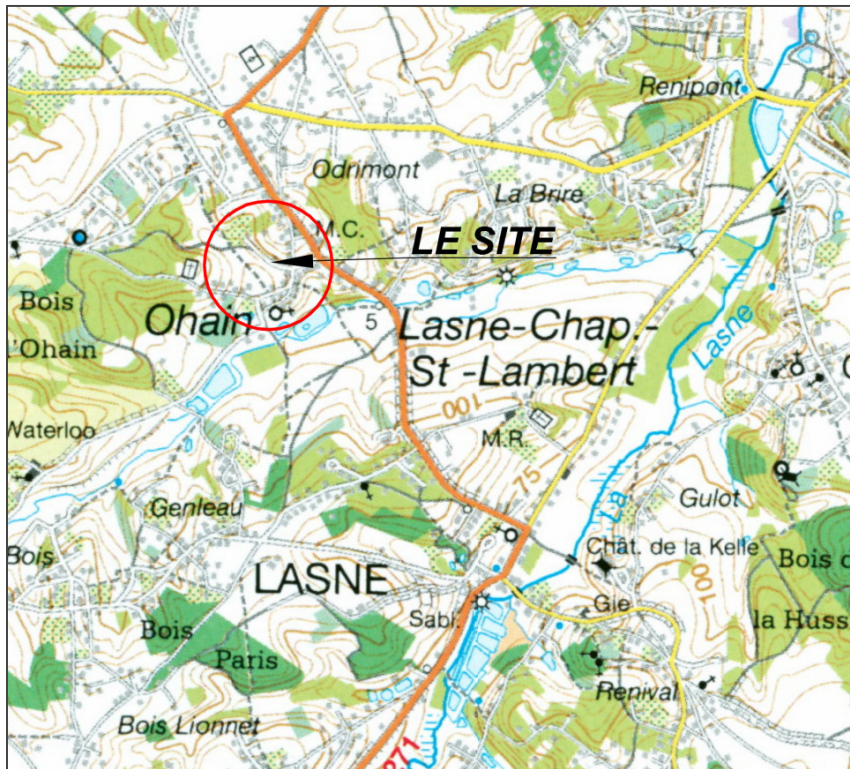 Renipont
Odrimont
La Brire
M.C.
LE SITE
Bois
Ohain
'Ohain
5
Lasne-Chap.-
St-Lambert
Lasne
100
Waterloo
M.R.
75
La
Gulot
Genleau
Bois
Chât. de la Kelle
Bois d
LASNE
100
Sabl.
Gie
la Huss
Bois
Paris
Renival
Bois Lionnet
271